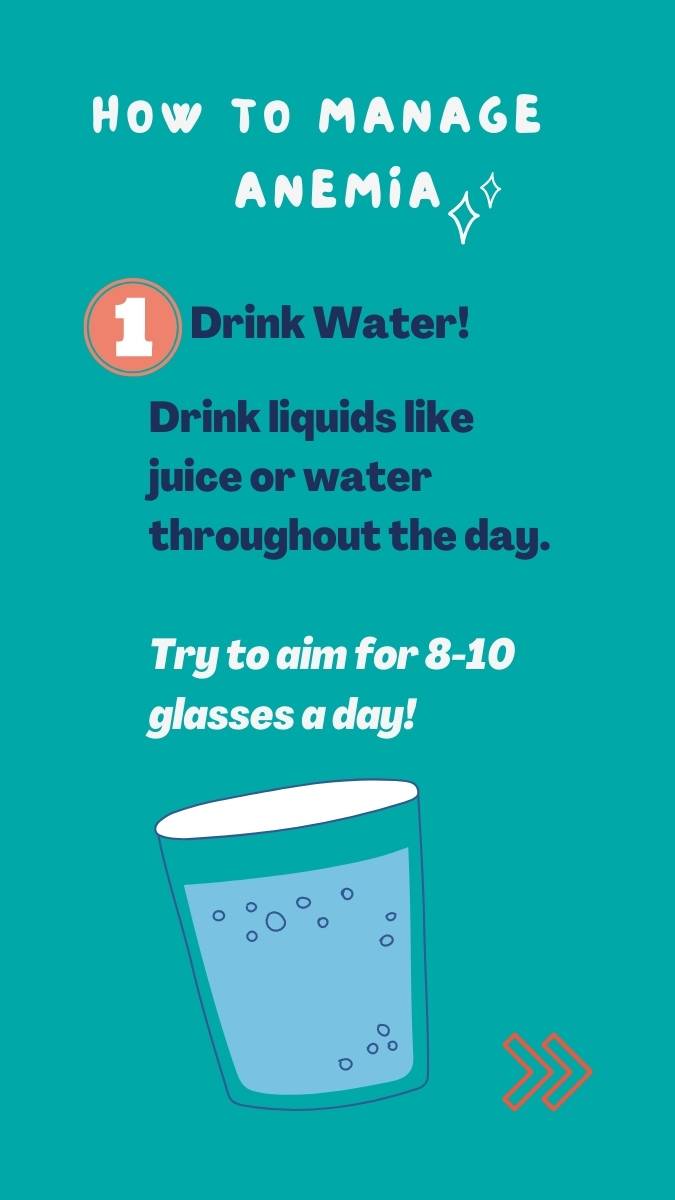 HOW TO MANAGE
ANEMiA
1 Drink Water!
Drink liquids like
juice or water
throughout the day.
Try to aim for 8-10
glasses a day!